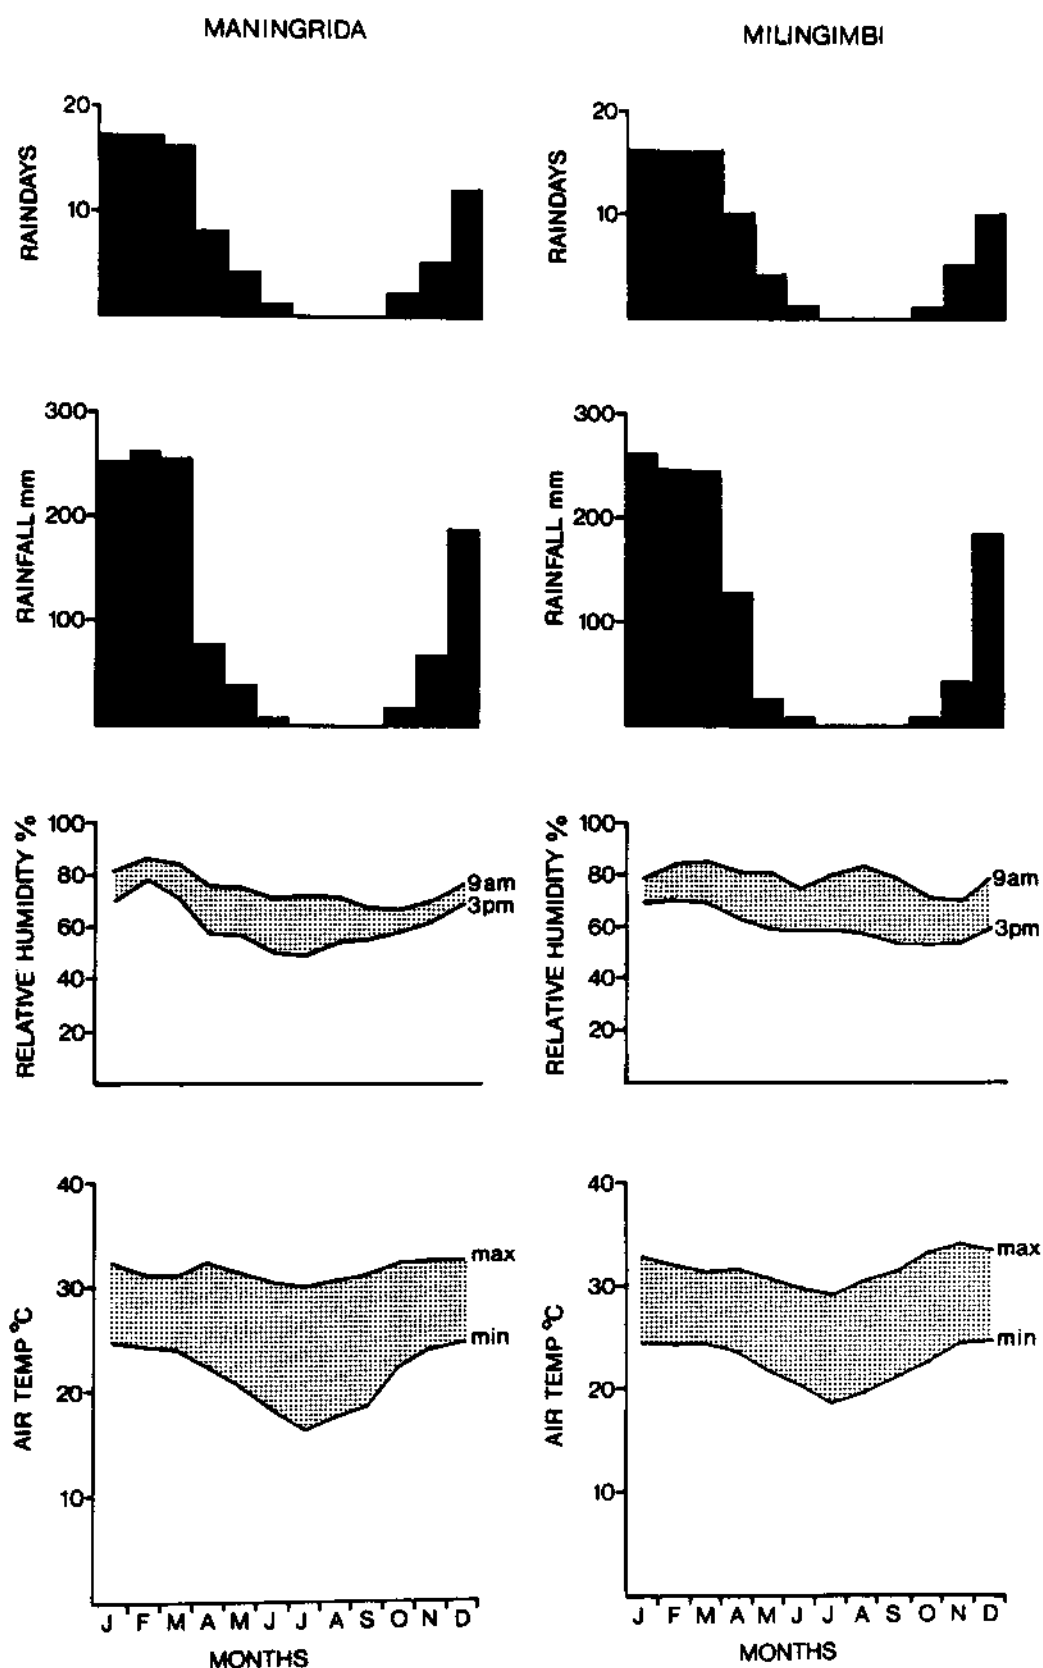 MANINGRIDA
20
10
RAINDAYS
300
200
100
RAINFALL mm
100
80
60
40
20
RELATIVE HUMIDITY %
9am
3pm
40
30
20
10
AIR TEMP °C
max
min
J F M A M J J A S O N D
MONTHS
MILINGIMBI
20
10
RAINDAYS
300
200
100
RAINFALL mm
100
80
60
40
20
RELATIVE HUMIDITY %
9am
3pm
40
30
20
10
AIR TEMP °C
max
min
J F M A M J J A S O N D
MONTHS